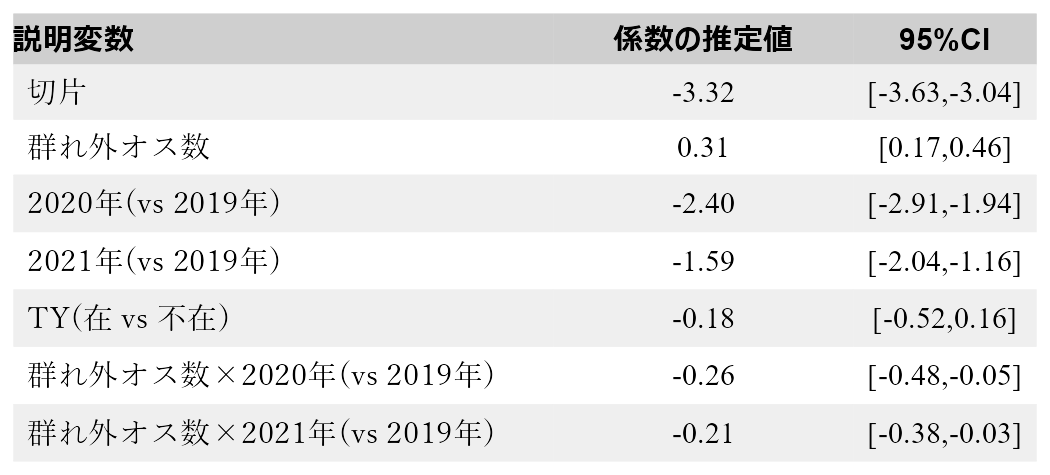 説明変数 係数の推定値 95%CI
切片 -3.32 [-3.63,-3.04]
群れ外オス数 0.31 [0.17,0.46]
2020年(vs 2019年) -2.40 [-2.91,-1.94]
2021年(vs 2019年) -1.59 [-2.04,-1.16]
TY(在 vs 不在) -0.18 [-0.52,0.16]
群れ外オス数×2020年(vs 2019年) -0.26 [-0.48,-0.05]
群れ外オス数×2021年(vs 2019年) -0.21 [-0.38,-0.03]